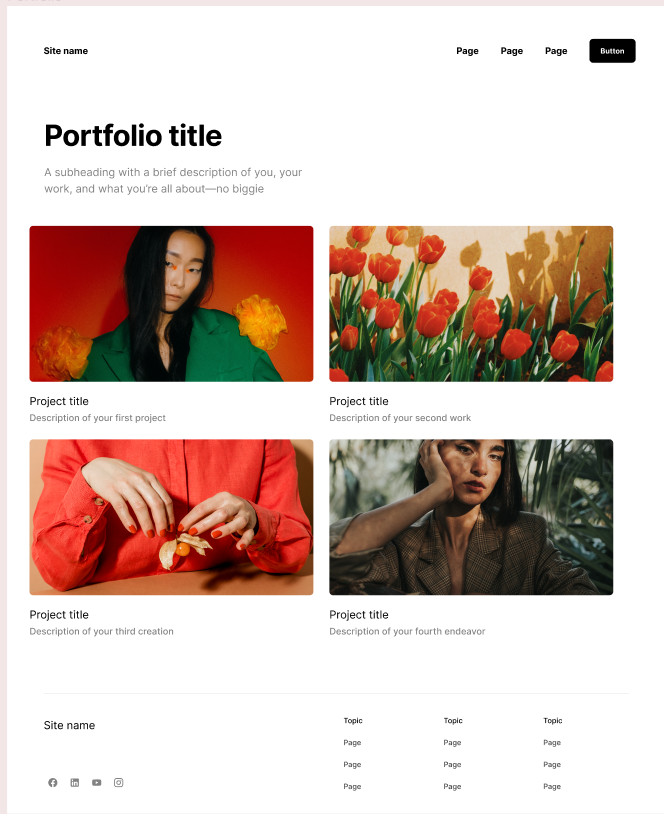 Site name
Page Page Page Button
Portfolio title
A subheading with a brief description of you, your
work, and what you're all about—no biggie
Project title
Description of your first project
Project title
Description of your second work
Project title
Description of your third creation
Project title
Description of your fourth endeavor
Site name
Topic
Page
Page
Page
Topic
Page
Page
Page
Topic
Page
Page
Page